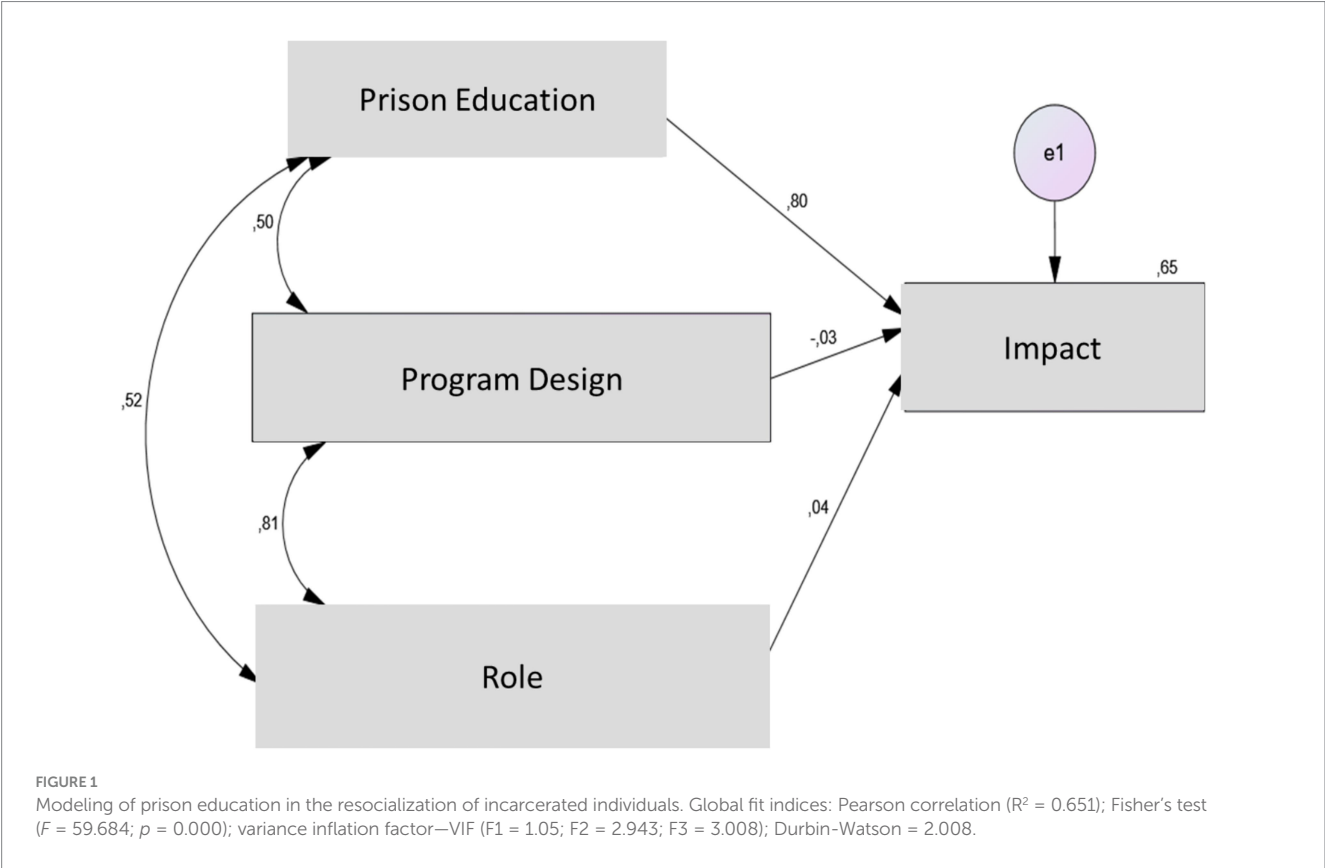 Prison Education
e1
,80
,50
,65
Impact
-,03
Program Design
,52
,04
,81
Role
FIGURE 1
Modeling of prison education in the resocialization of incarcerated individuals. Global fit indices: Pearson correlation (R² = 0.651); Fisher's test
(F = 59.684; p = 0.000); variance inflation factor—VIF (F1 = 1.05; F2 = 2.943; F3 = 3.008); Durbin-Watson = 2.008.